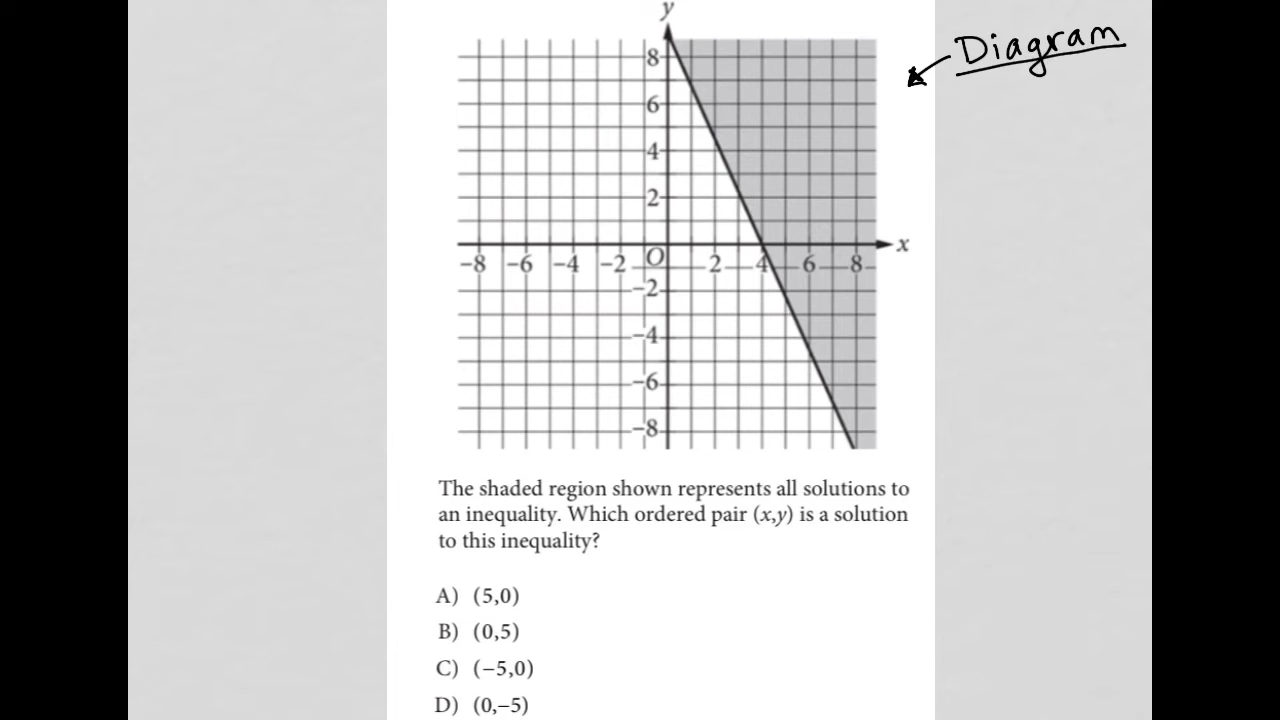 y
Diagram
8
6
4
2
x
−8 −6 −4 −2 O 2 4 6 8
−2
−4
−6
−8
The shaded region shown represents all solutions to
an inequality. Which ordered pair (x,y) is a solution
to this inequality?
A) (5,0)
B) (0,5)
C) (−5,0)
D) (0,−5)